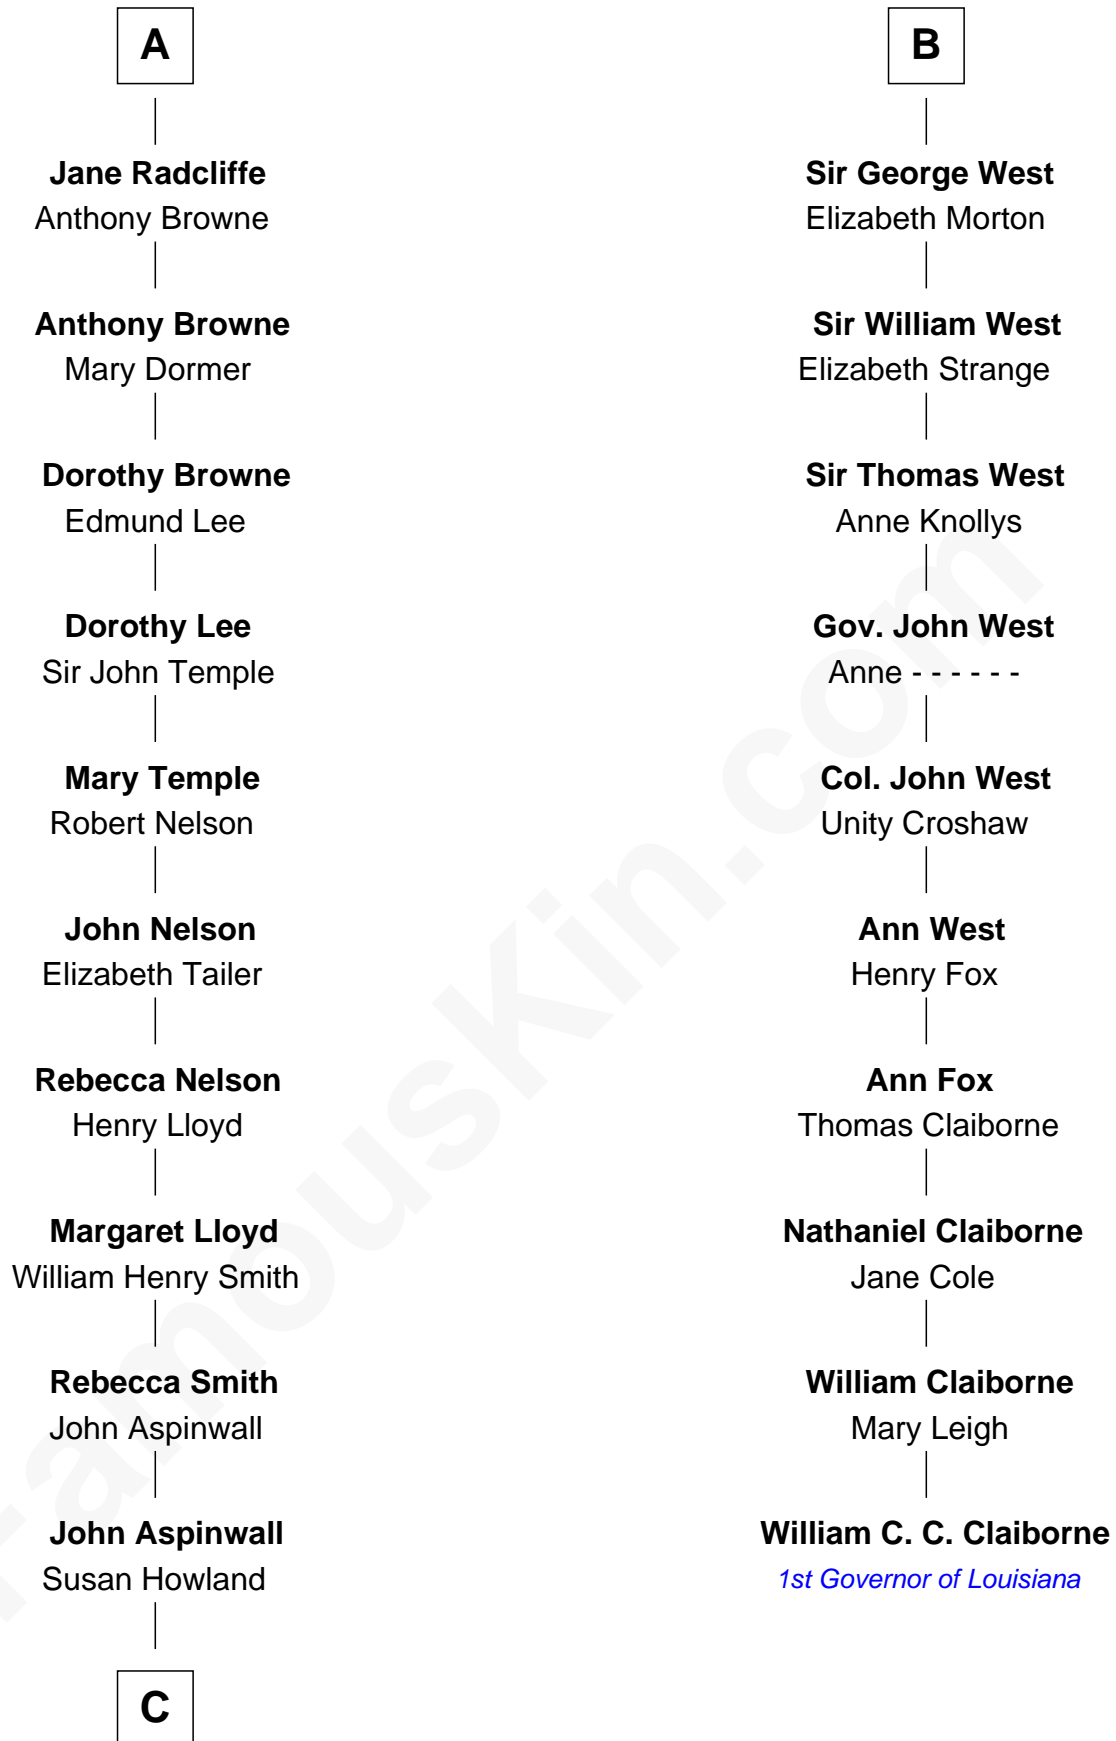 A
Jane Radcliffe
Anthony Browne
Anthony Browne
Mary Dormer
Dorothy Browne
Edmund Lee
Dorothy Lee
Sir John Temple
Mary Temple
Robert Nelson
John Nelson
Elizabeth Tailer
Rebecca Nelson
Henry Lloyd
Margaret Lloyd
William Henry Smith
Rebecca Smith
John Aspinwall
John Aspinwall
Susan Howland
C
B
Sir George West
Elizabeth Morton
Sir William West
Elizabeth Strange
Sir Thomas West
Anne Knollys
Gov. John West
Anne - - - - - -
Col. John West
Unity Croshaw
Ann West
Henry Fox
Ann Fox
Thomas Claiborne
Nathaniel Claiborne
Jane Cole
William Claiborne
Mary Leigh
William C. C. Claiborne
1st Governor of Louisiana
FamousKin.com